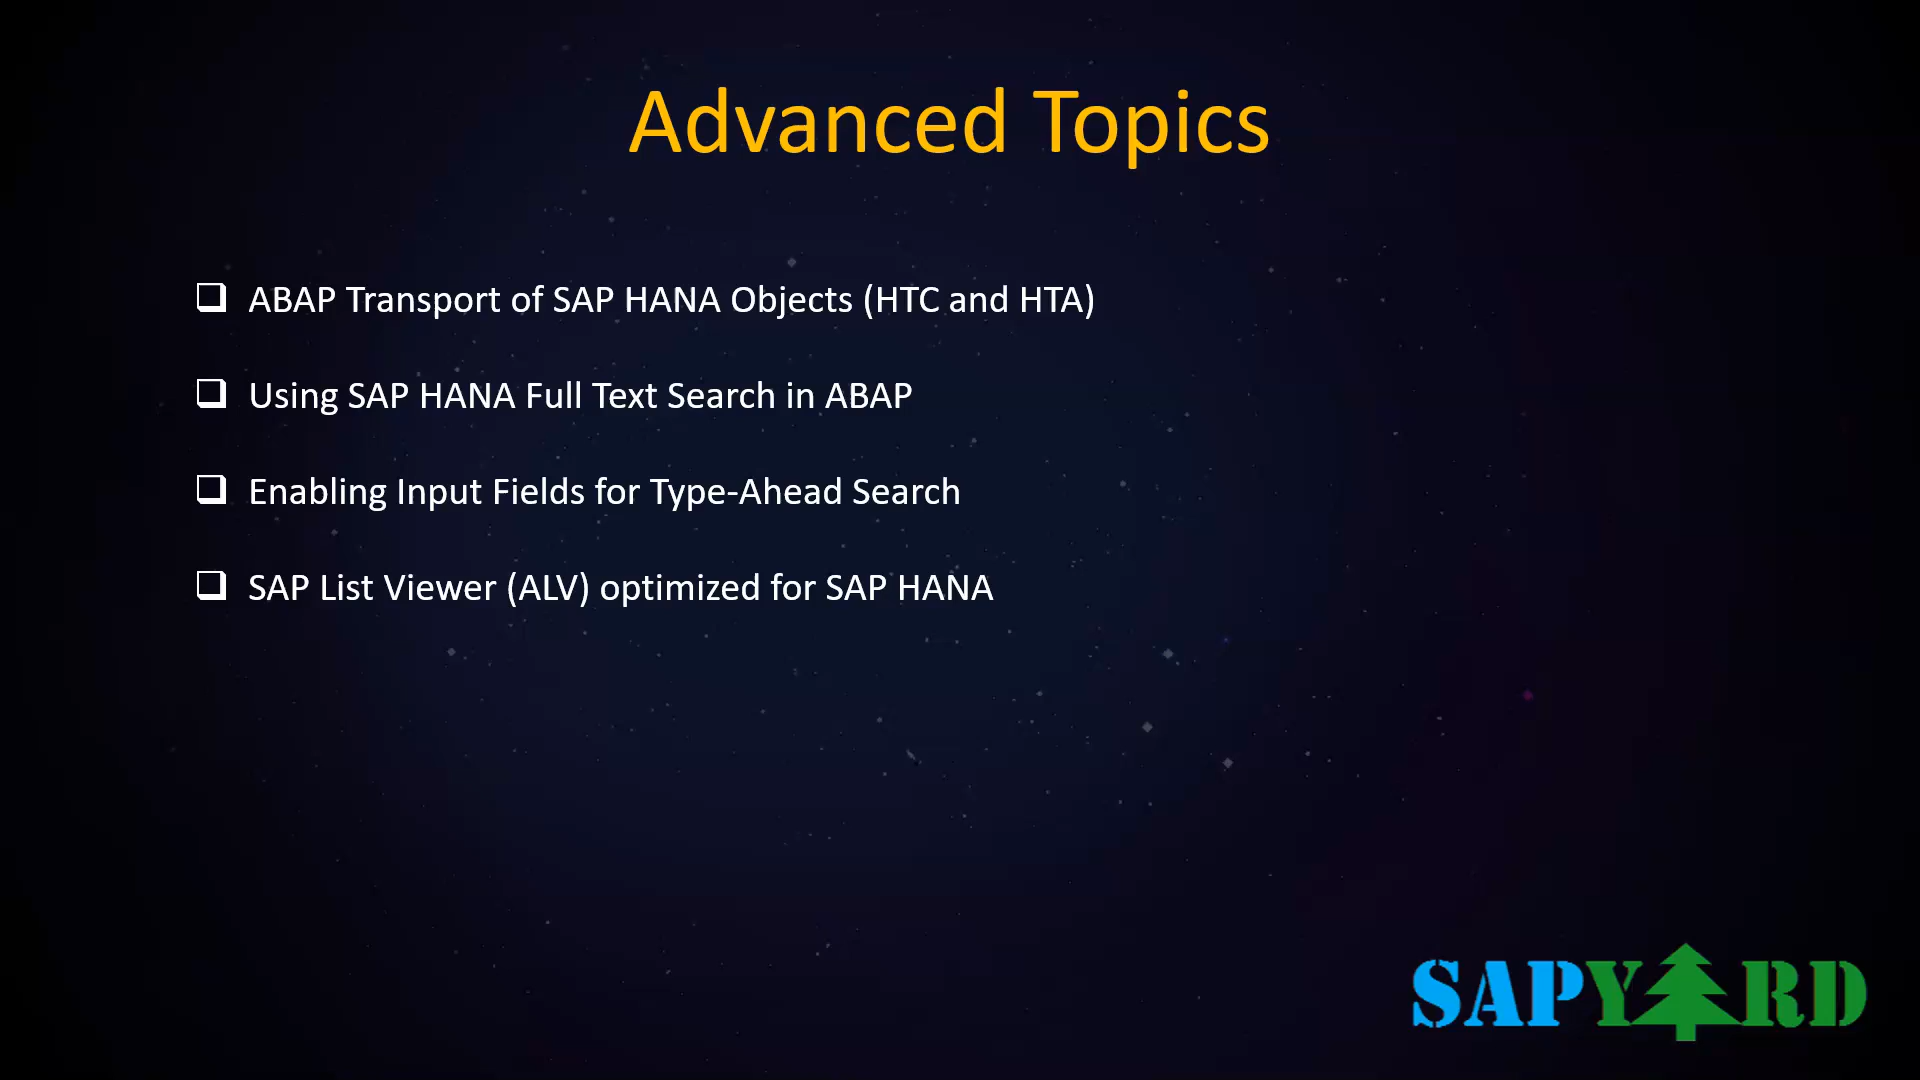 Advanced Topics
ABAP Transport of SAP HANA Objects (HTC and HTA)
Using SAP HANA Full Text Search in ABAP
Enabling Input Fields for Type-Ahead Search
SAP List Viewer (ALV) optimized for SAP HANA
SAPYARD